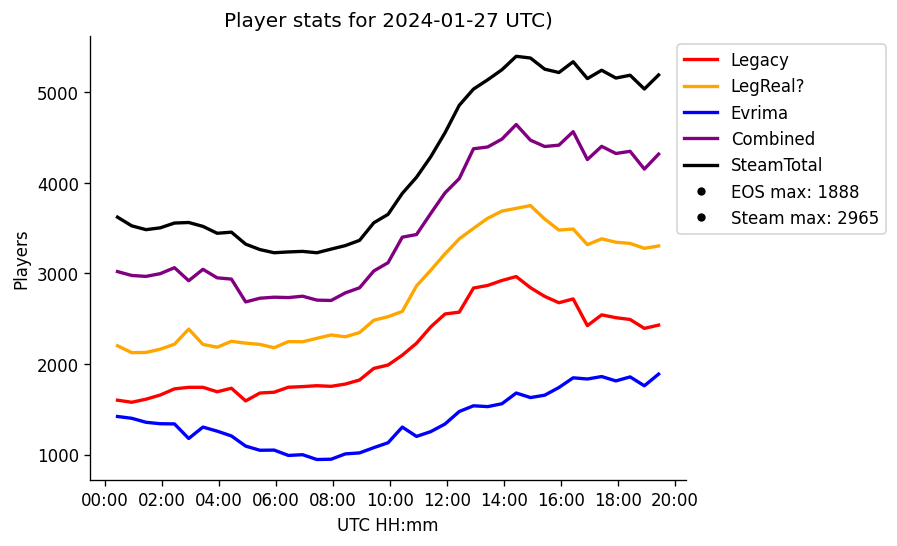 Player stats for 2024-01-27 UTC)
Legacy
LegReal?
Evrima
Combined
SteamTotal
EOS max: 1888
Steam max: 2965
Players
5000
4000
3000
2000
1000
00:00 02:00 04:00 06:00 08:00 10:00 12:00 14:00 16:00 18:00 20:00
UTC HH:mm